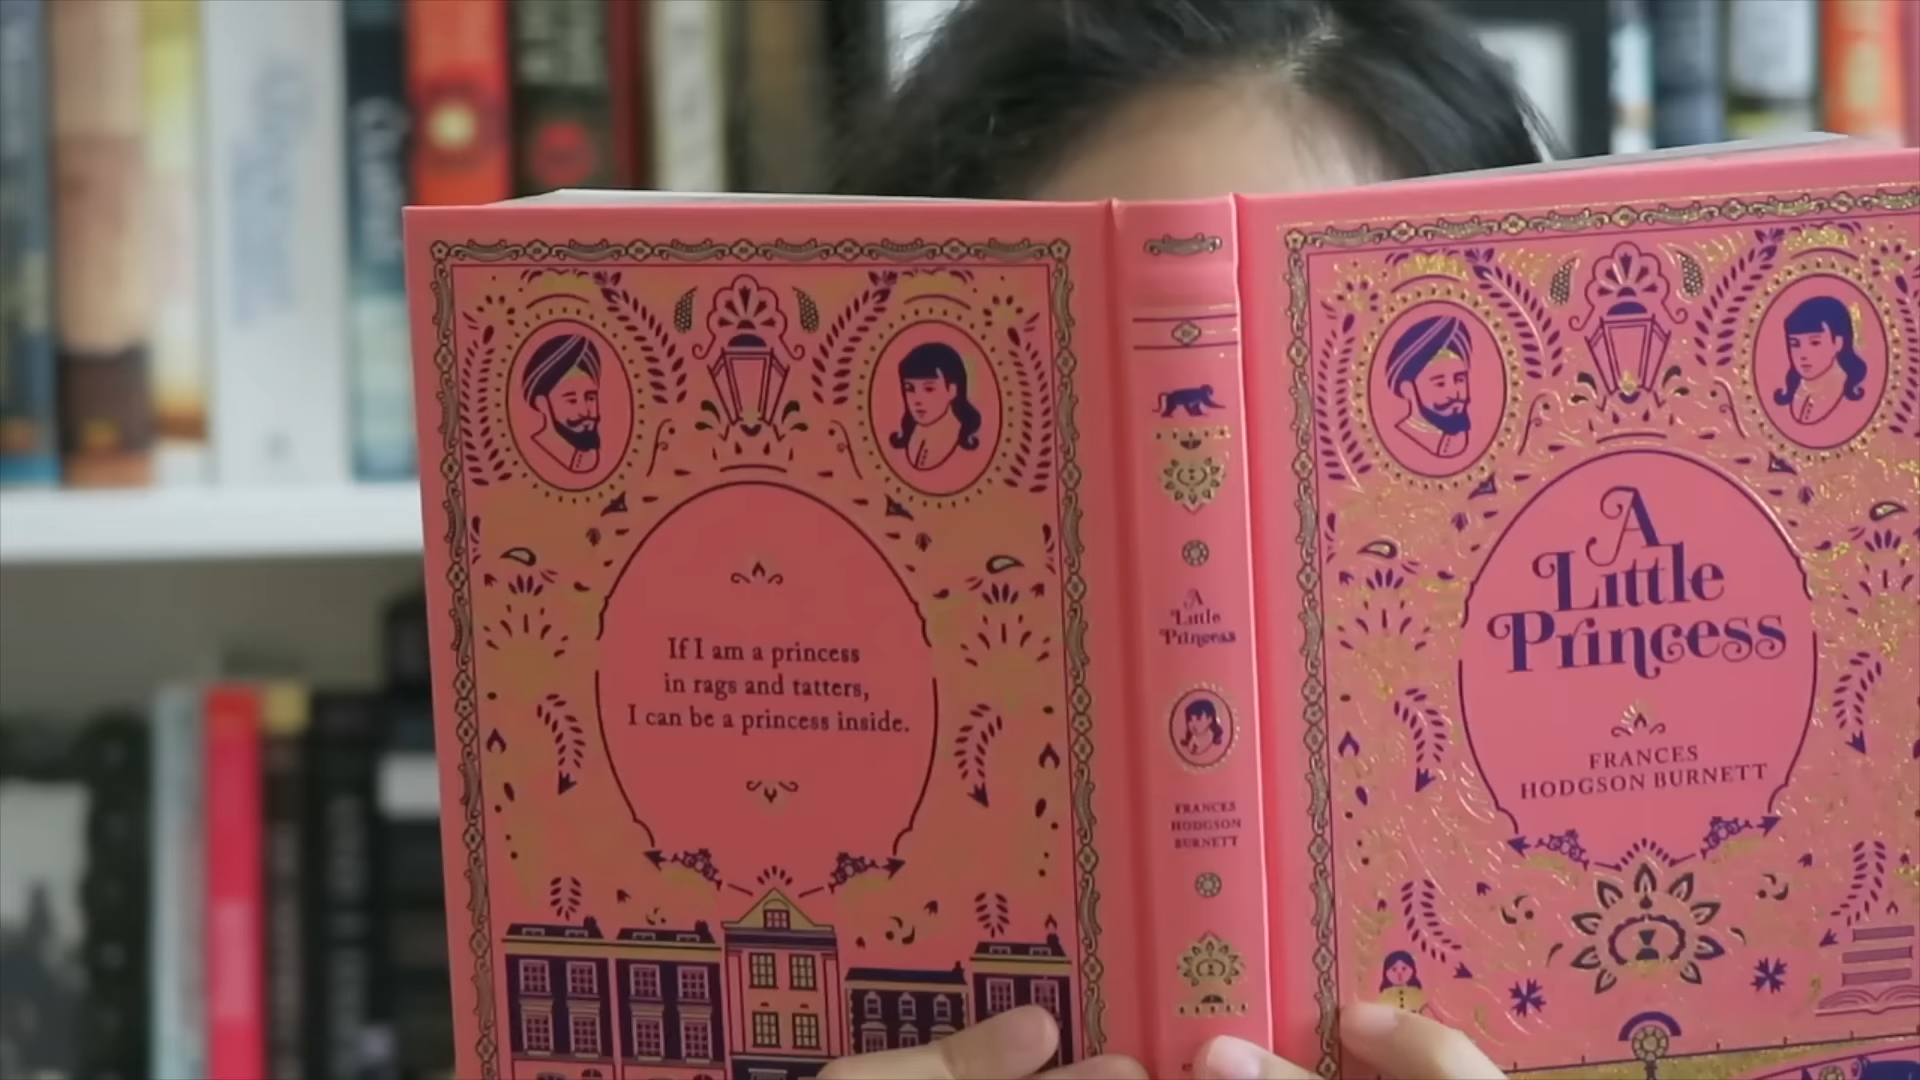 If I am a princess
in rags and tatters,
I can be a princess inside.
A
Little
Princess
FRANCES
HODGSON
BURNETT
A
Little
Princess
FRANCES
HODGSON BURNETT